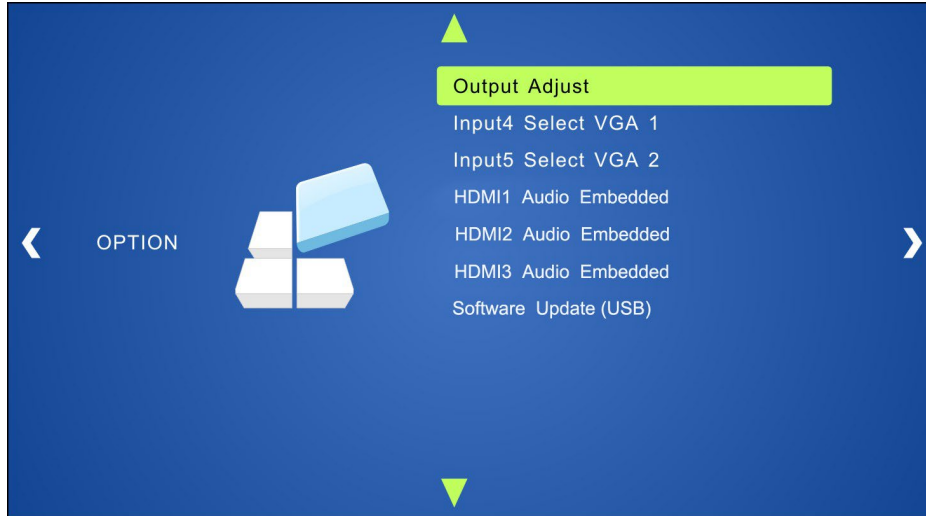 Output Adjust
Input4 Select VGA 1
Input5 Select VGA 2
HDMI1 Audio Embedded
OPTION
HDMI2 Audio Embedded
HDMI3 Audio Embedded
Software Update (USB)